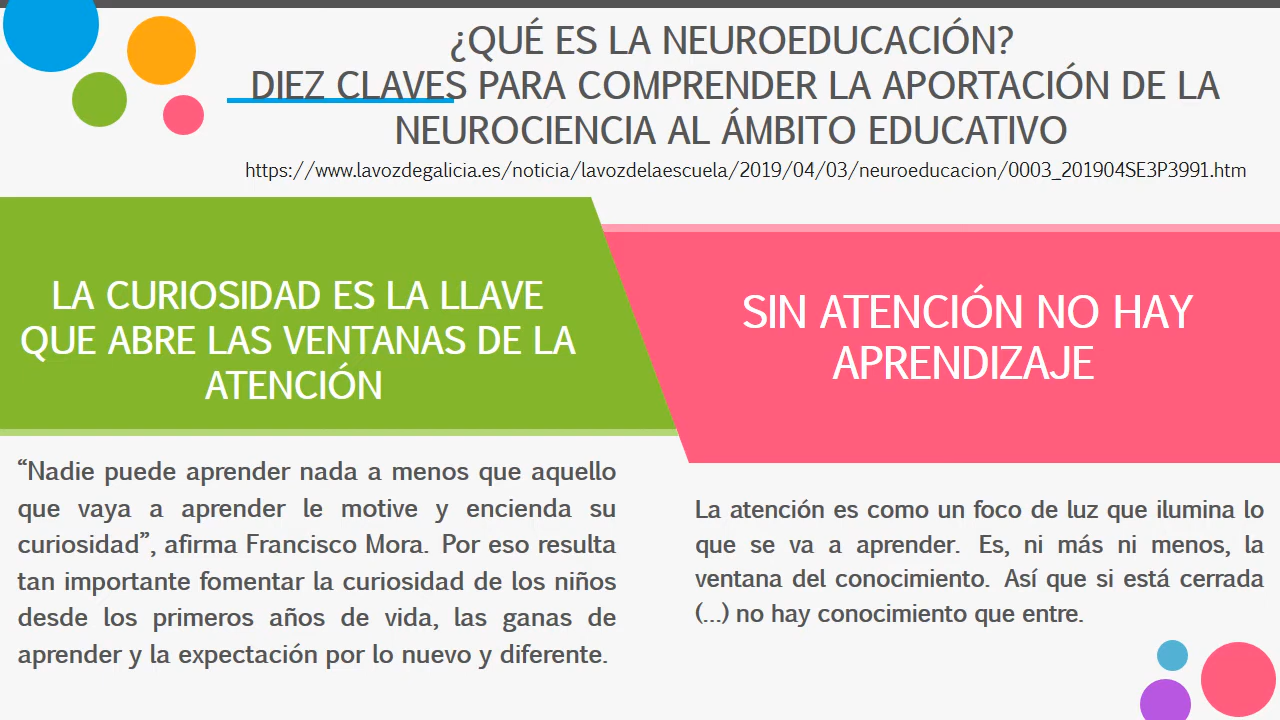 ¿QUÉ ES LA NEUROEDUCACIÓN?
DIEZ CLAVES PARA COMPRENDER LA APORTACIÓN DE LA
NEUROCIENCIA AL ÁMBITO EDUCATIVO
https://www.lavozdegalicia.es/noticia/lavozdelaescuela/2019/04/03/neuroeducacion/0003_201904SE3P3991.htm
LA CURIOSIDAD ES LA LLAVE
QUE ABRE LAS VENTANAS DE LA
ATENCIÓN
“Nadie puede aprender nada a menos que aquello
que vaya a aprender le motive y encienda su
curiosidad”, afirma Francisco Mora. Por eso resulta
tan importante fomentar la curiosidad de los niños
desde los primeros años de vida, las ganas de
aprender y la expectación por lo nuevo y diferente.
SIN ATENCIÓN NO HAY
APRENDIZAJE
La atención es como un foco de luz que ilumina lo
que se va a aprender. Es, ni más ni menos, la
ventana del conocimiento. Así que si está cerrada
(...) no hay conocimiento que entre.